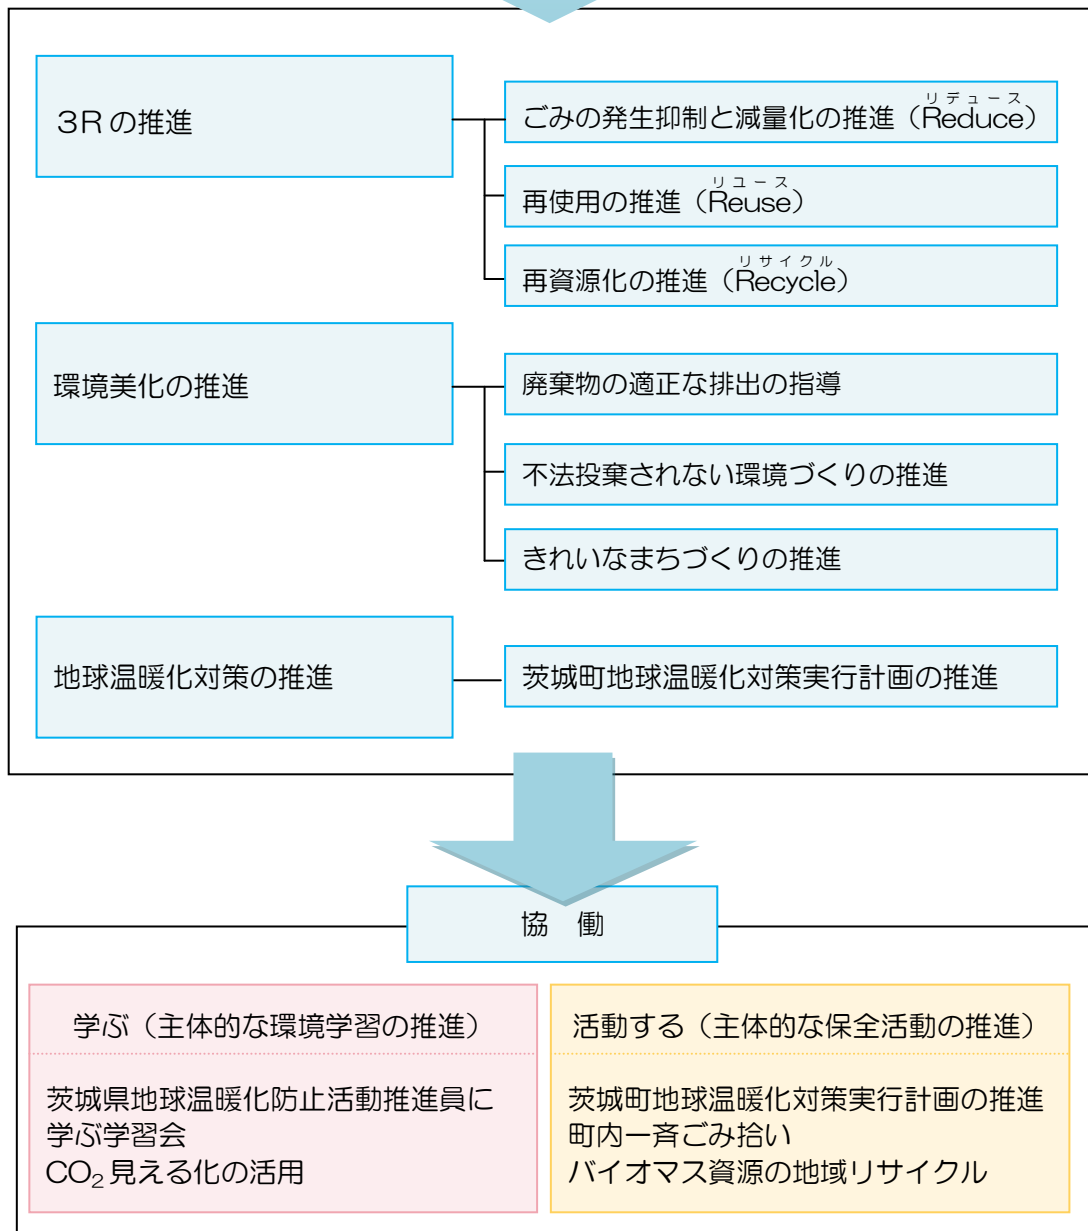 3Rの推進
ごみの発生抑制と減量化の推進（Reduce）
リデュース
再使用の推進（Reuse）
リユース
再資源化の推進（Recycle）
リサイクル
環境美化の推進
廃棄物の適正な排出の指導
不法投棄されない環境づくりの推進
きれいなまちづくりの推進
地球温暖化対策の推進
茨城町地球温暖化対策実行計画の推進
協　働
学ぶ（主体的な環境学習の推進）
茨城県地球温暖化防止活動推進員に
学ぶ学習会
CO₂見える化の活用
活動する（主体的な保全活動の推進）
茨城町地球温暖化対策実行計画の推進
町内一斉ごみ拾い
バイオマス資源の地域リサイクル